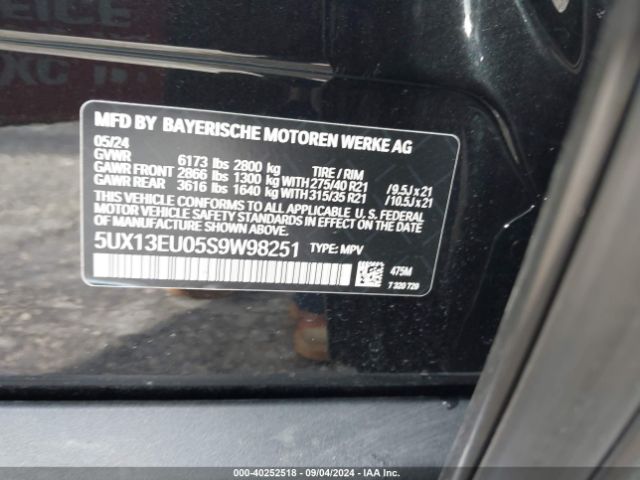 MFD BY BAYERISCHE MOTOREN WERKE AG
05/24
GVWR 6173 lbs 2800 kg TIRE / RIM
GAWR FRONT 2866 lbs 1300 kg WITH 275/40 R21 /9.5J x 21
GAWR REAR 3616 lbs 1640 kg WITH 315/35 R21 /10.5J x 21
THIS VEHICLE CONFORMS TO ALL APPLICABLE U. S. FEDERAL
MOTOR VEHICLE SAFETY STANDARDS IN EFFECT ON THE
DATE OF MANUFACTURE SHOWN ABOVE.
5UX13EU05S9W98251 TYPE: MPV
475M
7 320 729
000-40252518 - 09/04/2024 - IAA Inc.